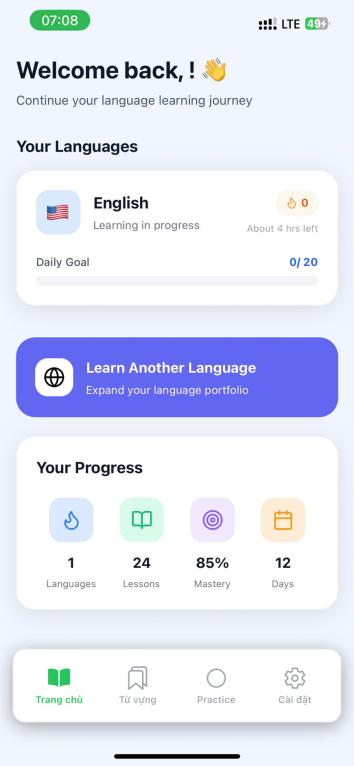 07:08
LTE 49
Welcome back, ! 👋
Continue your language learning journey
Your Languages
English
0
Learning in progress
About 4 hrs left
Daily Goal
0/ 20
Learn Another Language
Expand your language portfolio
Your Progress
1 24 85% 12
Languages Lessons Mastery Days
Trang chủ Từ vựng Practice Cài đặt